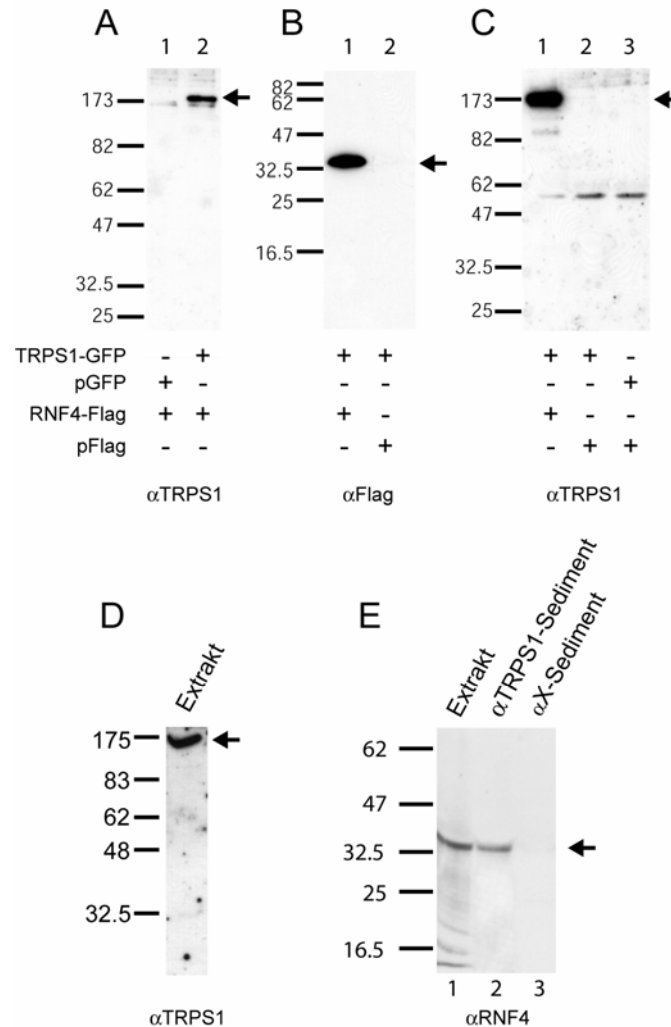 A
1 2
173
82
62
47
32.5
25
B
1 2
82
62
47
32.5
25
16.5
C
1 2 3
173
82
62
47
32.5
25
TRPS1-GFP - + + + + + -
pGFP + - - - - - +
RNF4-Flag + + + - + - -
pFlag - - - + - + +
αTRPS1
αFlag
αTRPS1
D
Extrakt
175
83
62
48
32.5
αTRPS1
E
Extrakt
αTRPS1-Sediment
αX-Sediment
62
47
32.5
25
16.5
1 2 3
αRNF4